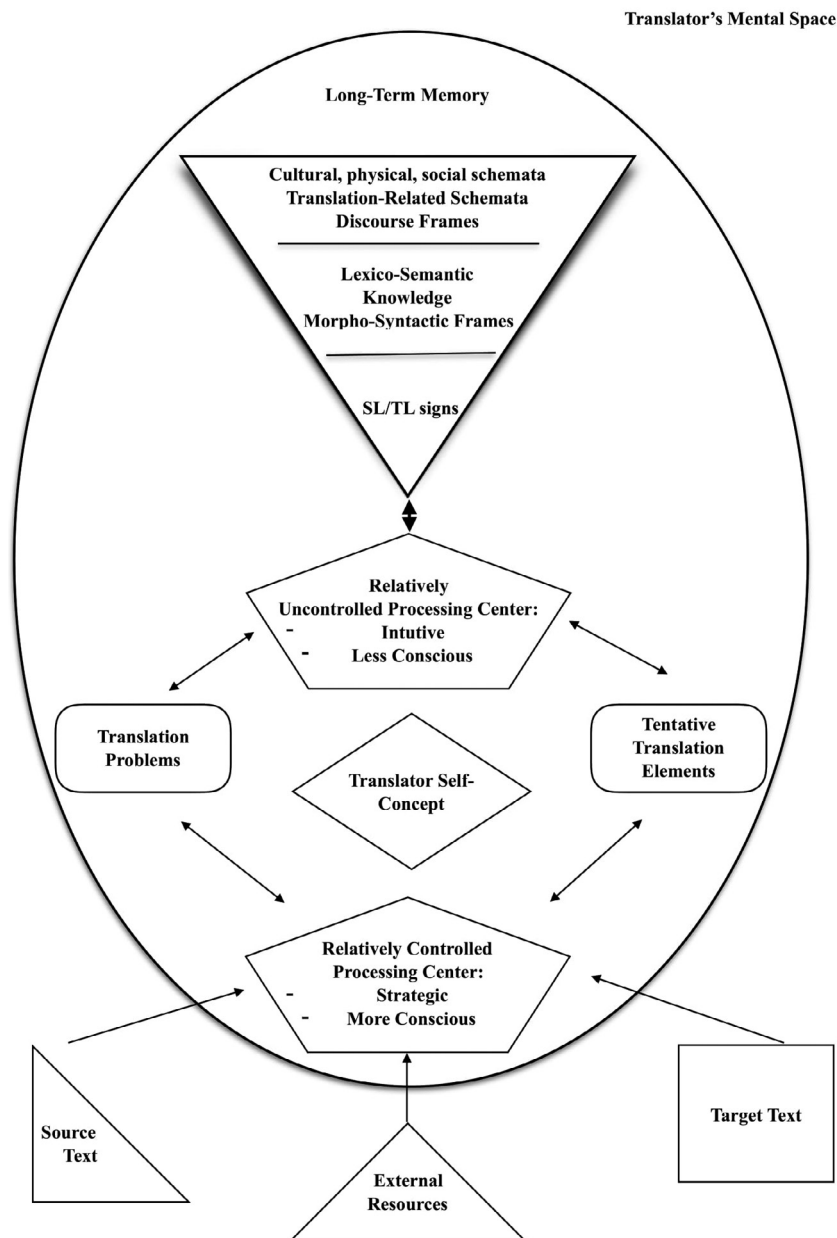 Translator's Mental Space
Long-Term Memory
Cultural, physical, social schemata
Translation-Related Schemata
Discourse Frames
Lexico-Semantic
Knowledge
Morpho-Syntactic Frames
SL/TL signs
Relatively
Uncontrolled Processing Center:
- Intutive
- Less Conscious
Translation
Problems
Translator Self-
Concept
Tentative
Translation
Elements
Relatively Controlled
Processing Center:
- Strategic
- More Conscious
Source
Text
External
Resources
Target Text